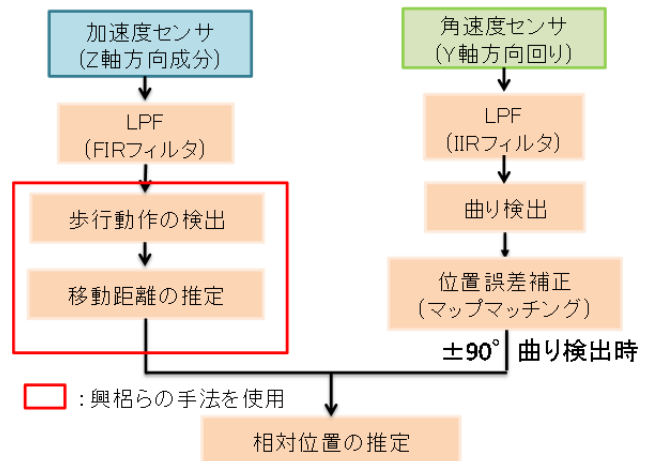 加速度センサ
(Z軸方向成分)
LPF
(FIRフィルタ)
歩行動作の検出
移動距離の推定
角速度センサ
(Y軸方向回り)
LPF
(IIRフィルタ)
曲り検出
位置誤差補正
(マップマッチング)
±90° 曲り検出時
：興梠らの手法を使用
相対位置の推定